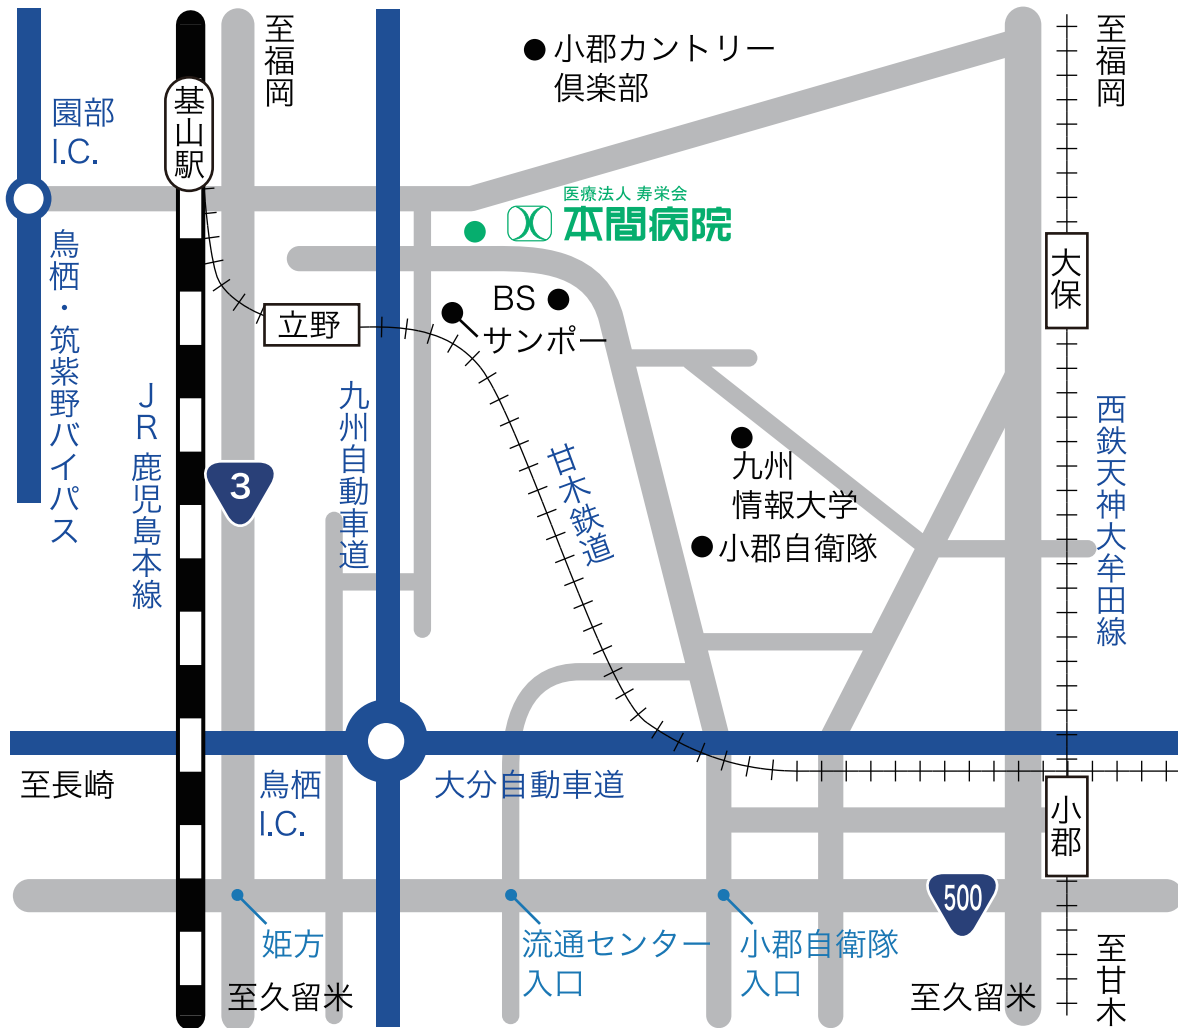 至福岡
小郡カントリー
倶楽部
至福岡
園部
I.C.
基山駅
医療法人 寿栄会
本間病院
鳥栖・筑紫野バイパス
大保
BS
立野
サンポー
JR鹿児島本線
九州自動車道
西鉄天神大牟田線
甘木鉄道
3
九州
情報大学
小郡自衛隊
至長崎
鳥栖
I.C.
大分自動車道
小郡
500
姫方
流通センター
入口
小郡自衛隊
入口
至久留米
至久留米
至甘木